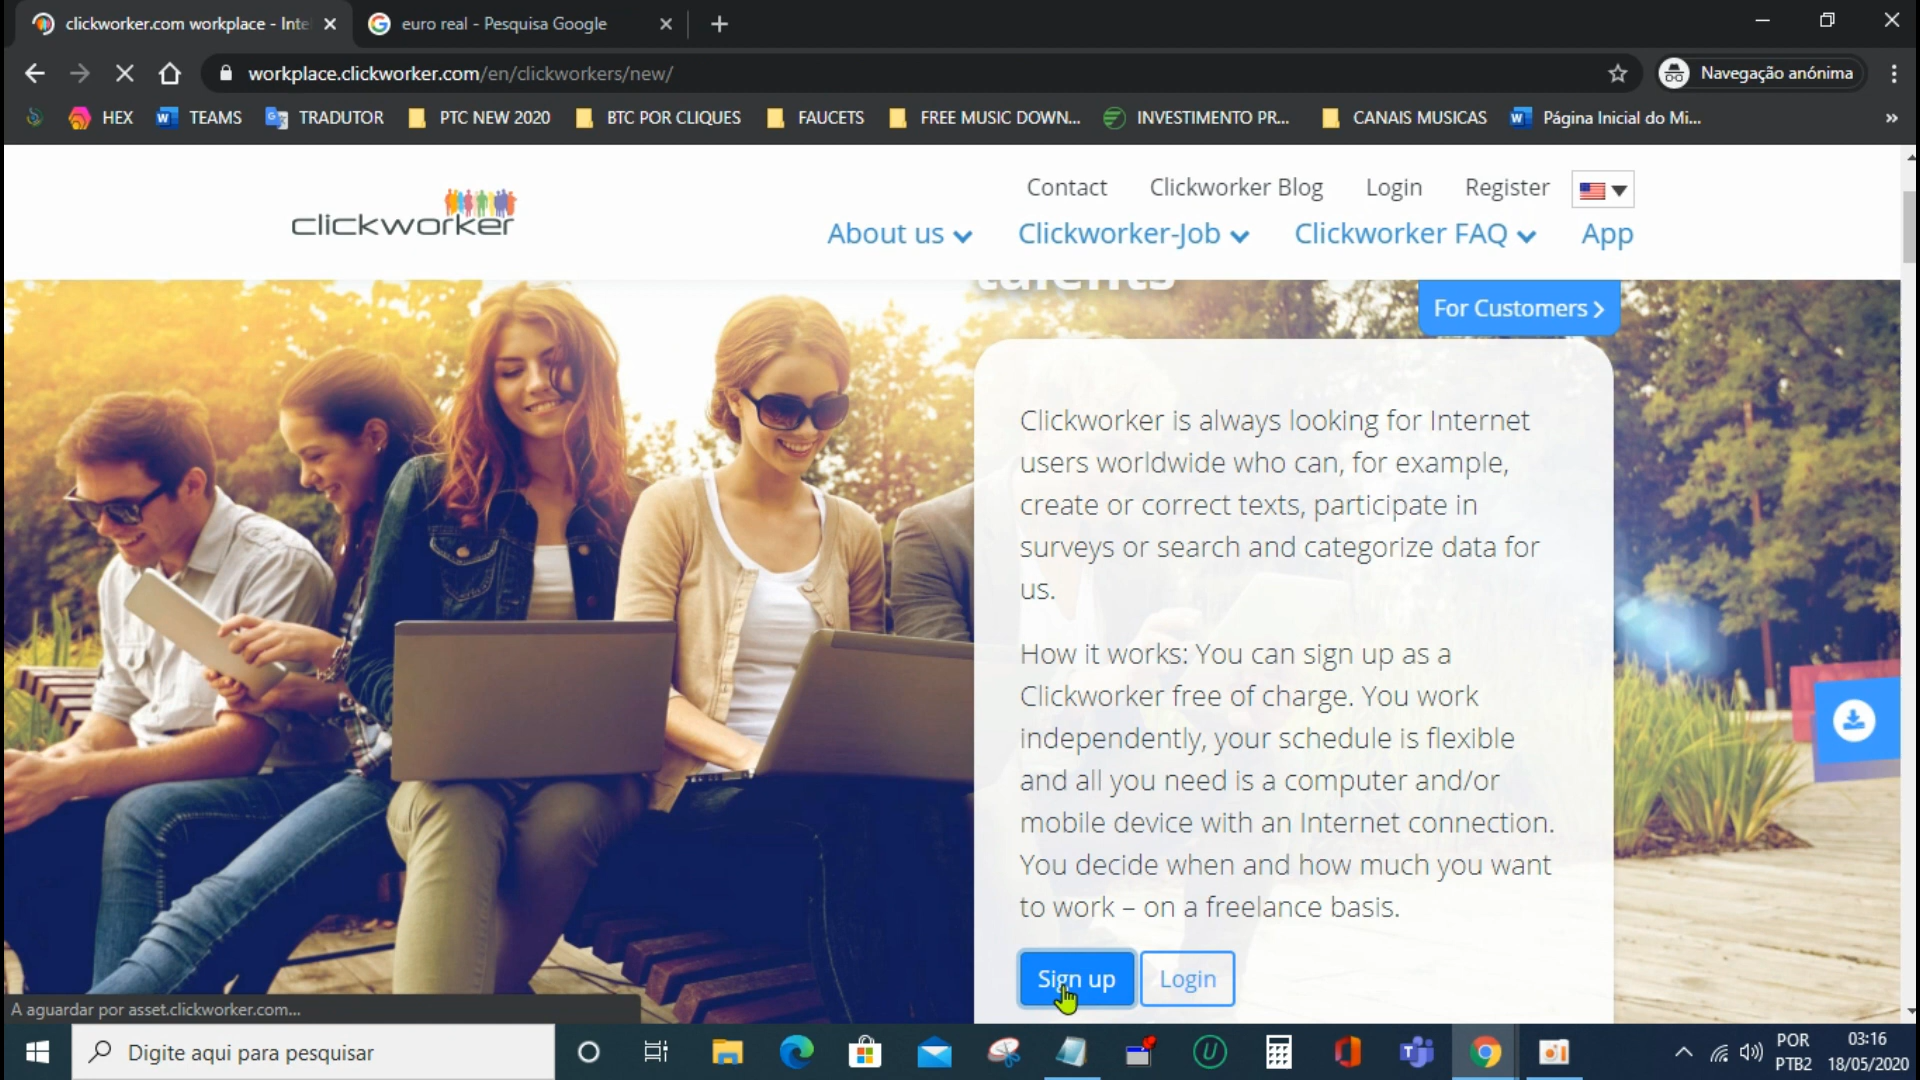 clickworker.com workplace - Inte
euro real - Pesquisa Google
workplace.clickworker.com/en/clickworkers/new/
Navegação anónima
HEX
TEAMS
TRADUTOR
PTC NEW 2020
BTC POR CLIQUES
FAUCETS
FREE MUSIC DOWN...
INVESTIMENTO PR...
CANAIS MUSICAS
Página Inicial do Mi...
»
clickworker
Contact
Clickworker Blog
Login
Register
About us
Clickworker-Job
Clickworker FAQ
App
talents
For Customers
Clickworker is always looking for Internet
users worldwide who can, for example,
create or correct texts, participate in
surveys or search and categorize data for
us.
How it works: You can sign up as a
Clickworker free of charge. You work
independently, your schedule is flexible
and all you need is a computer and/or
mobile device with an Internet connection.
You decide when and how much you want
to work – on a freelance basis.
Sign up
Login
A aguardar por asset.clickworker.com...
Digite aqui para pesquisar
POR
PTB2
03:16
18/05/2020